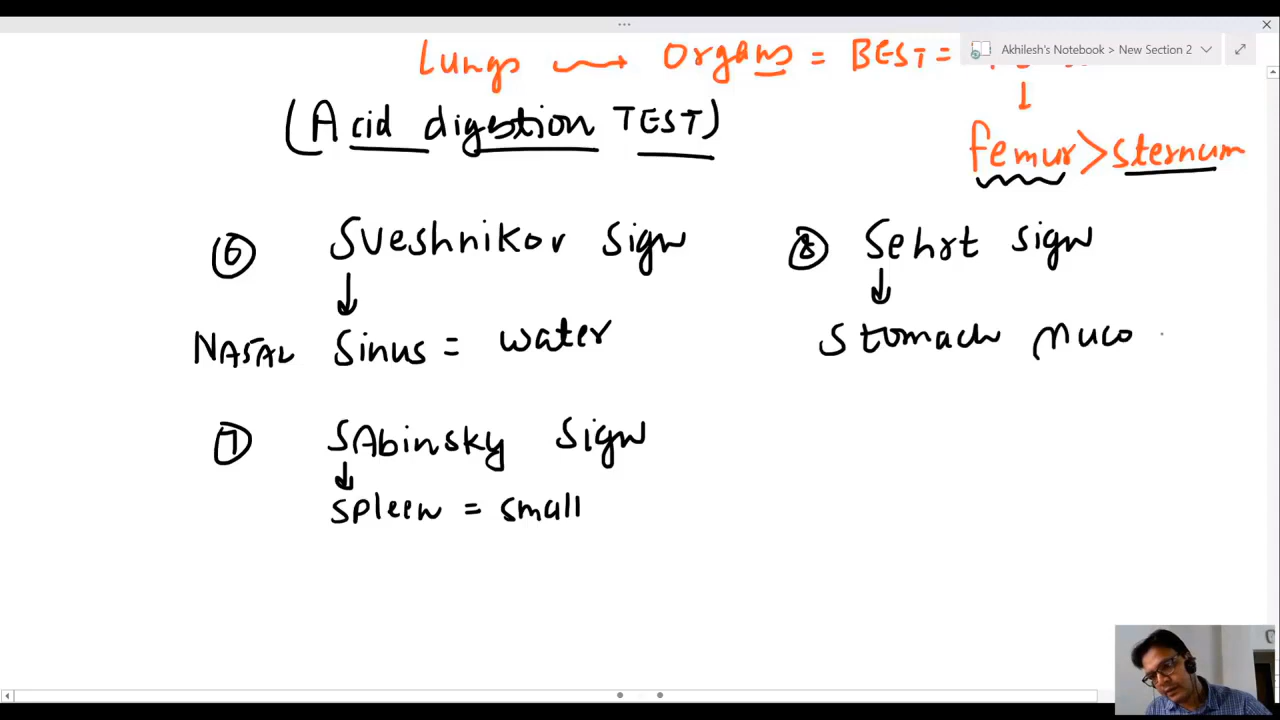 Akhilesh's Notebook > New Section 2
Lungs → Organs = BEST =
↓
(Acid digestion TEST)
Femur > Sternum
6 Sveshnikov Sign
↓
NASAL Sinus = water
7 SAbinsky Sign
↓
Spleen = small
8 Sehrt Sign
↓
Stomach Muco